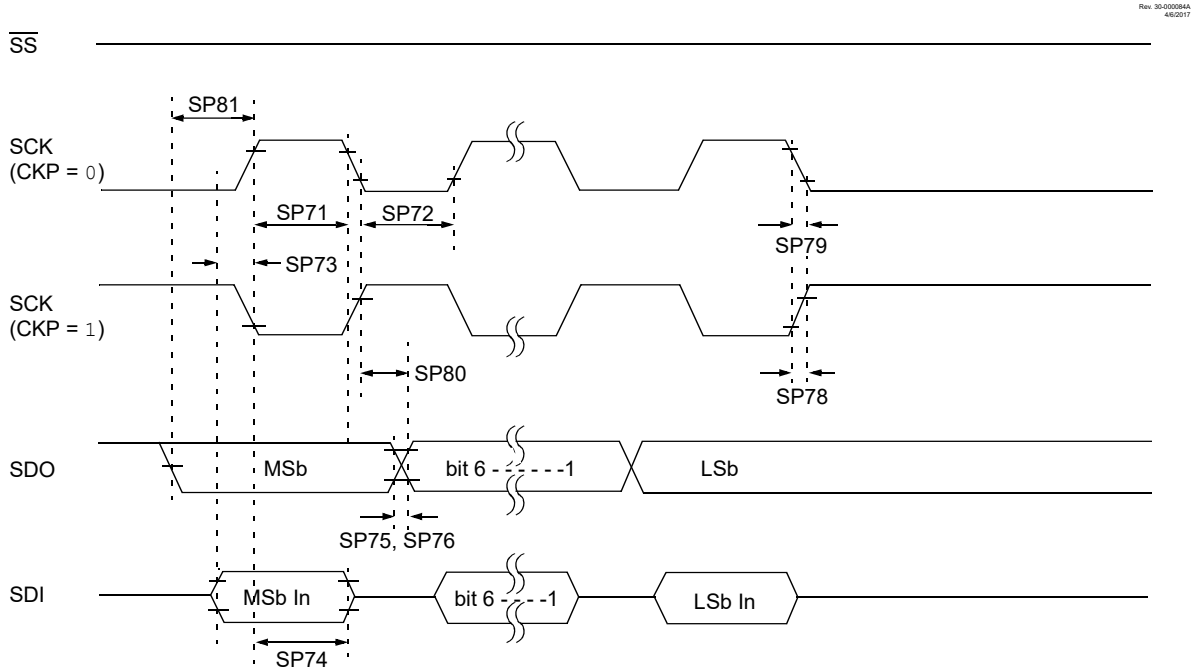 Rev. 30-000084A
4/6/2017
SS
SP81
SCK
(CKP = 0)
SP71
SP72
SP79
SP73
SCK
(CKP = 1)
SP80
SP78
SDO
MSb
bit 6 - - - - - - -1
LSb
SP75, SP76
SDI
MSb In
bit 6 - - - - -1
LSb In
SP74